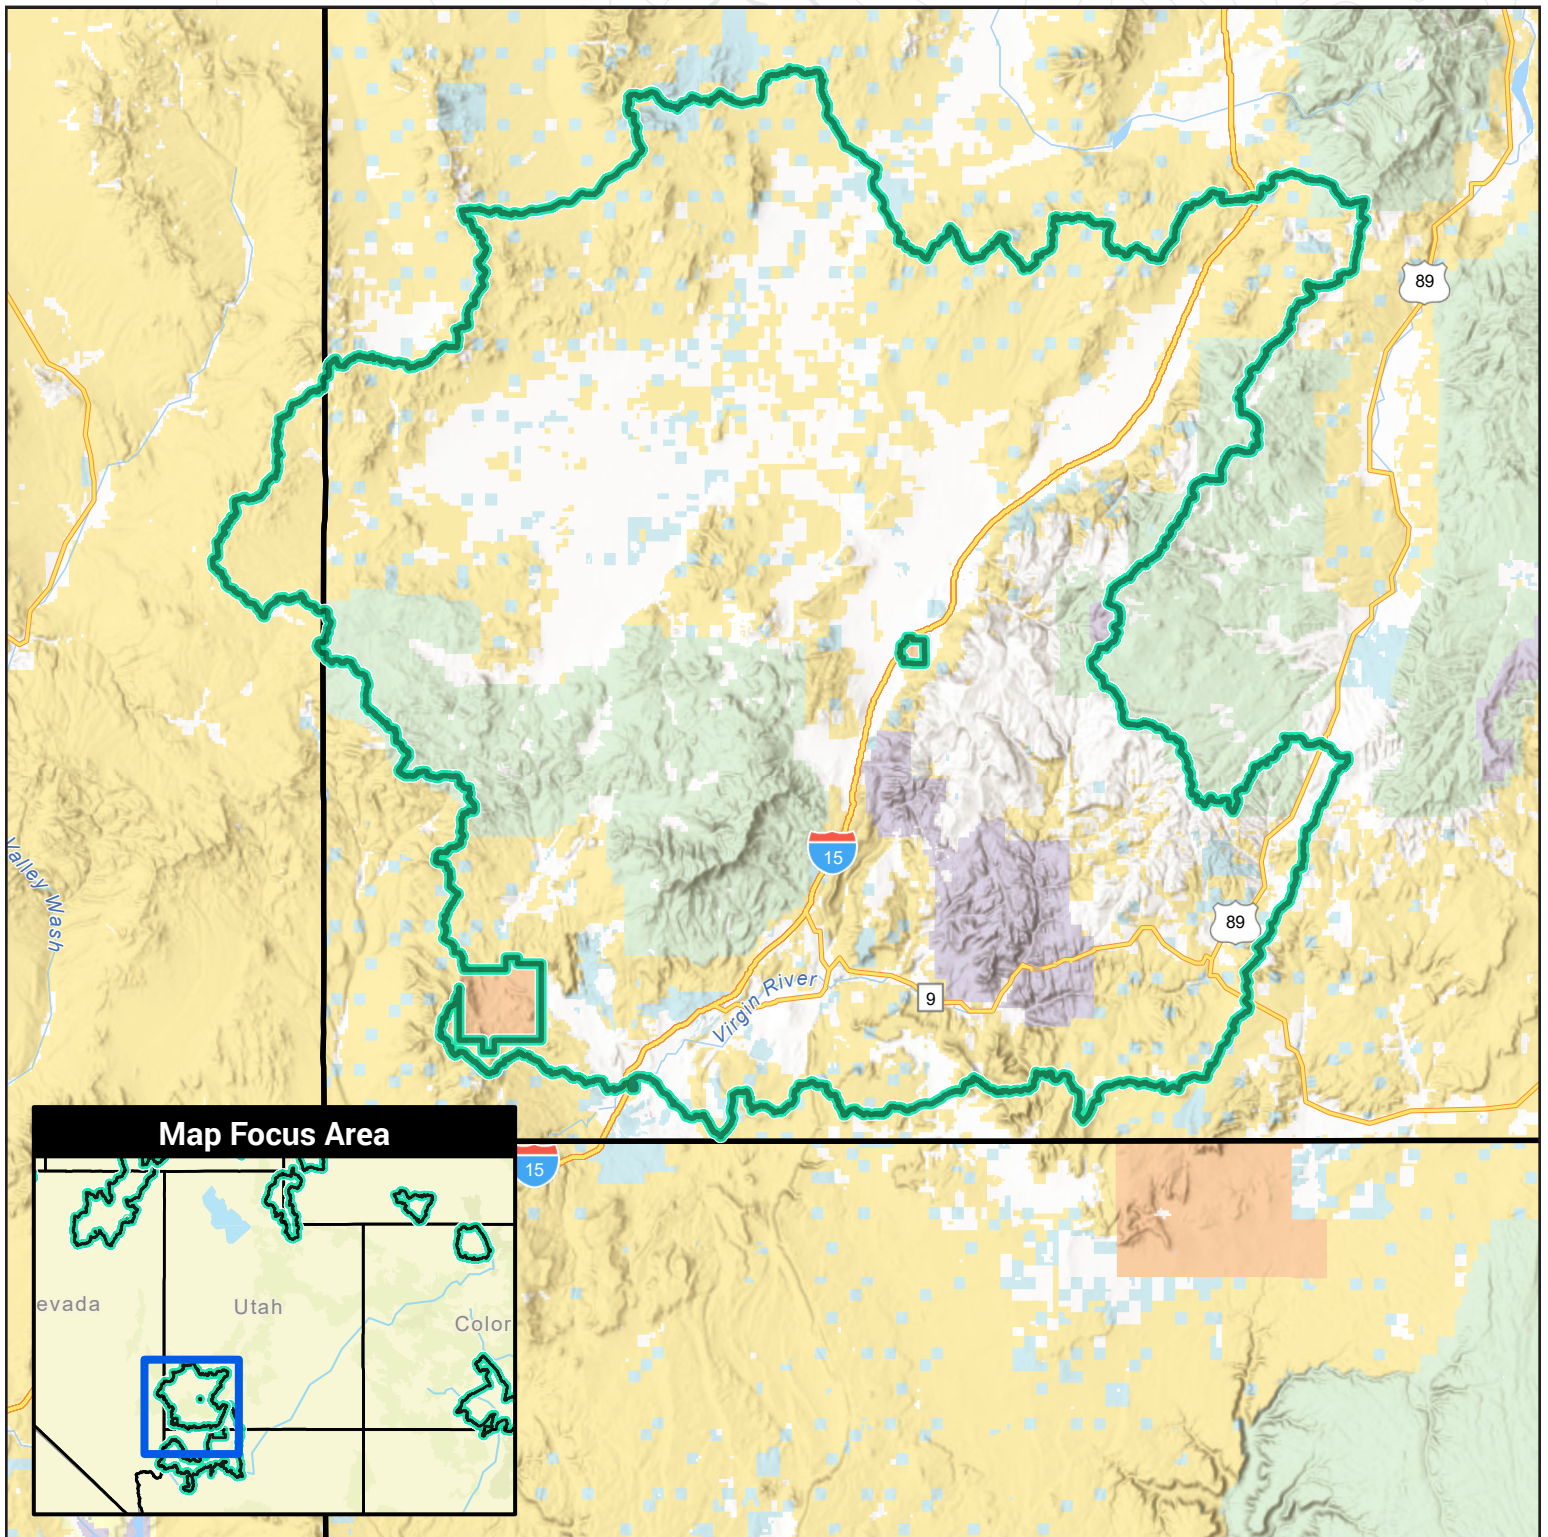 89
15
89
Valley Wash
Virgin River
9
Map Focus Area
15
evada
Utah
Color